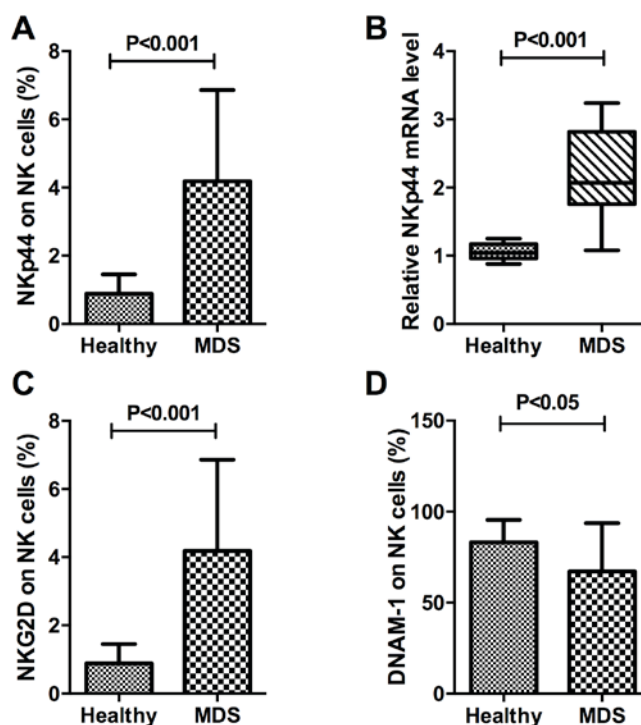 A
P<0.001
NKp44 on NK cells (%)
8
6
4
2
0
Healthy MDS
B
P<0.001
Relative NKp44 mRNA level
4
3
2
1
0
Healthy MDS
C
P<0.001
NKG2D on NK cells (%)
8
6
4
2
0
Healthy MDS
D
P<0.05
DNAM-1 on NK cells (%)
150
100
50
0
Healthy MDS